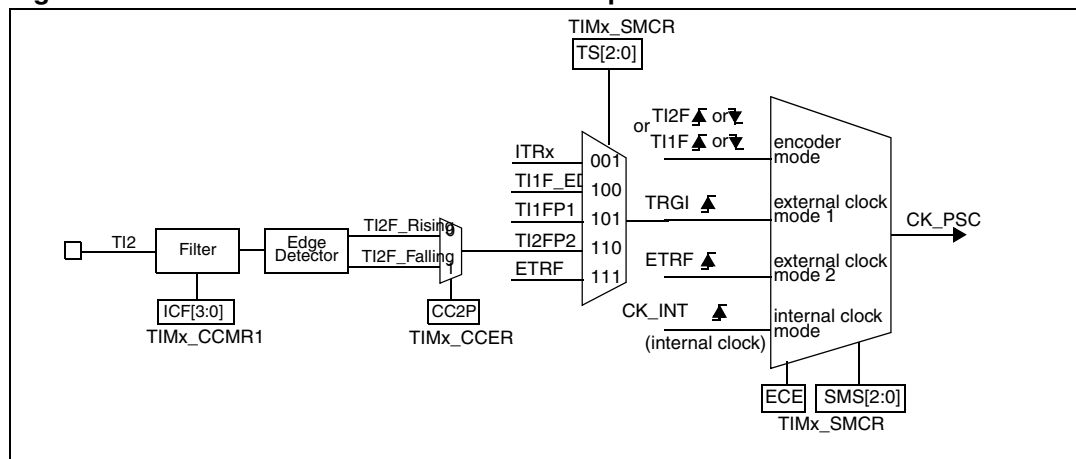 TIMx_SMCR
TS[2:0]
TI2F or
or TI1F or
encoder
mode
ITRx
001
TI1F_ED
100
TI1FP1
101
TRGI
external clock
mode 1
CK_PSC
TI2
Filter
Edge
Detector
TI2F_Rising
0
TI2F_Falling
1
TI2FP2
110
ETRF
111
ETRF
external clock
mode 2
CK_INT
(internal clock)
internal clock
mode
ICF[3:0]
TIMx_CCMR1
CC2P
TIMx_CCER
ECE
SMS[2:0]
TIMx_SMCR